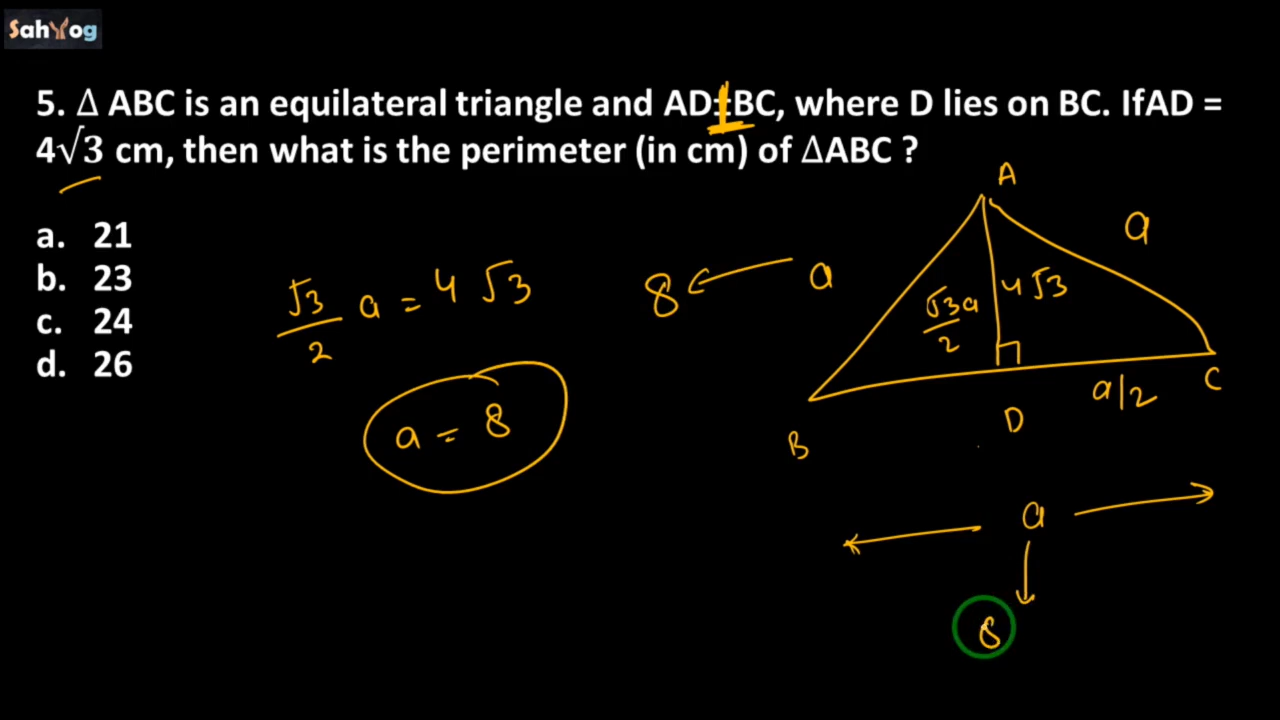 SahYog
5. Δ ABC is an equilateral triangle and AD⊥BC, where D lies on BC. IfAD =
4√3 cm, then what is the perimeter (in cm) of ΔABC ?
a. 21
b. 23
c. 24
d. 26
√3/2 a = 4√3
a = 8
8 ← a
A
a
√3a/2
4√3
B
D
a/2
C
a
8